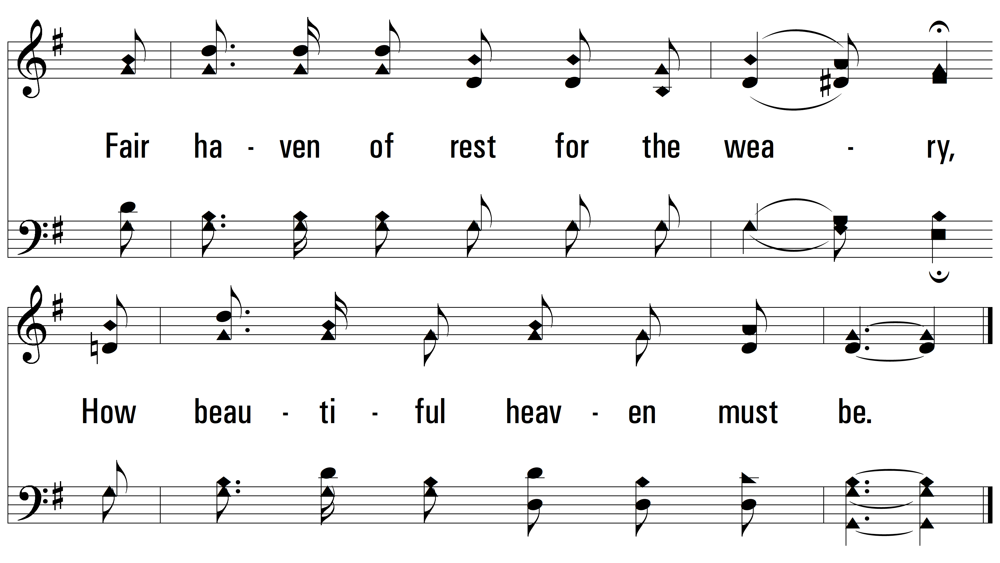 Fair ha - ven of rest for the wea - ry,
How beau - ti - ful heav - en must be.